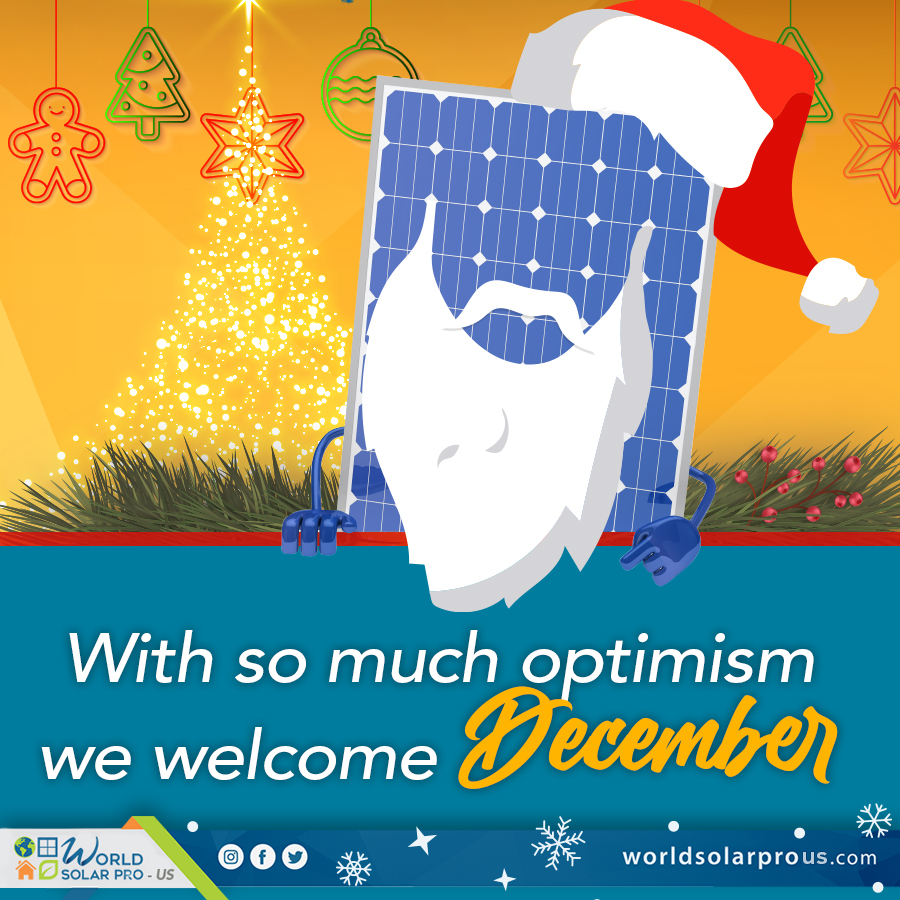 With so much optimism
we welcome December
WORLD
SOLAR PRO - US
worldsolarprous.com